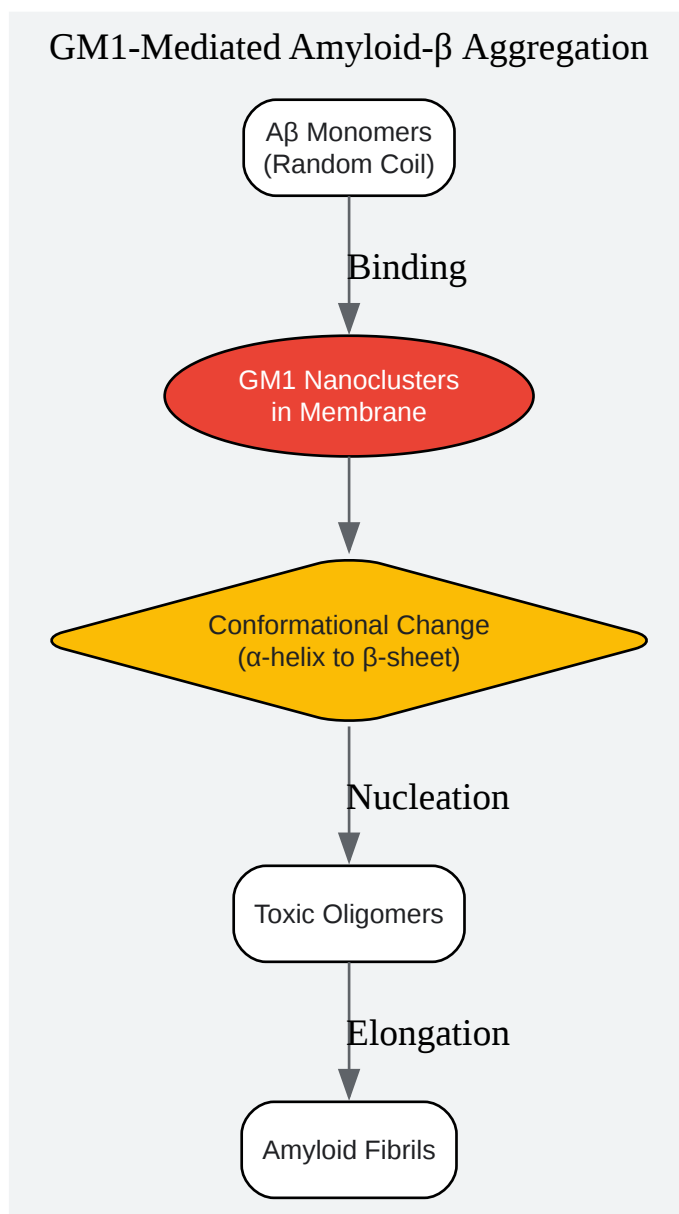 GM1-Mediated Amyloid-β Aggregation
Aβ Monomers
(Random Coil)
Binding
GM1 Nanoclusters
in Membrane
Conformational Change
(α-helix to β-sheet)
Nucleation
Toxic Oligomers
Elongation
Amyloid Fibrils